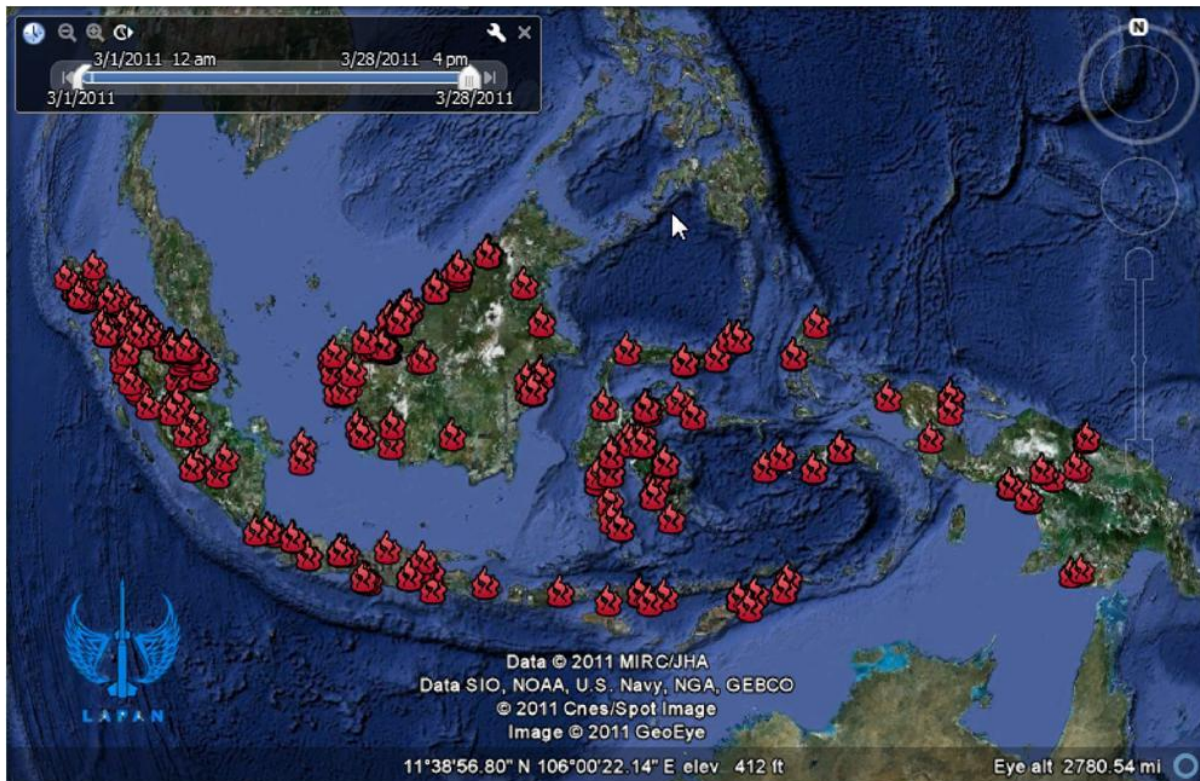 3/1/2011 12 am 3/28/2011 4 pm
3/1/2011 3/28/2011
N
LAPAN
Data © 2011 MIRC/JHA
Data SIO, NOAA, U.S. Navy, NGA, GEBCO
© 2011 Cnes/Spot Image
Image © 2011 GeoEye
11°38'56.80" N 106°00'22.14" E elev 412 ft Eye alt 2780.54 mi